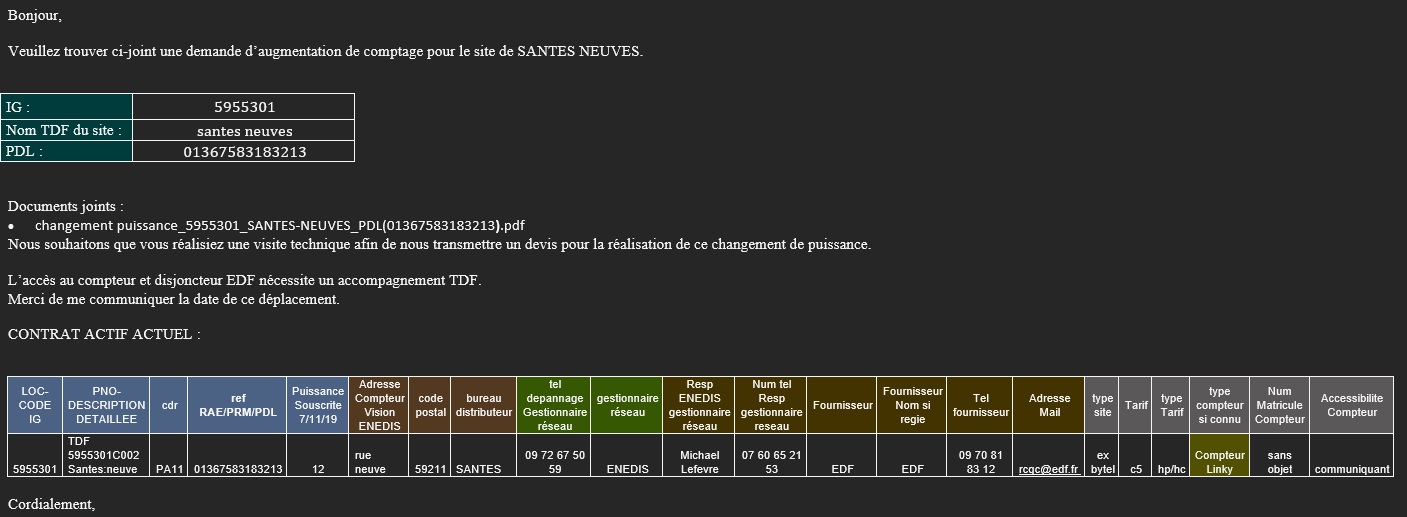 Bonjour,
Veuillez trouver ci-joint une demande d’augmentation de comptage pour le site de SANTES NEUVES.
IG : 5955301
Nom TDF du site : santes neuves
PDL : 01367583183213
Documents joints :
• changement puissance_5955301_SANTES-NEUVES_PDL(01367583183213).pdf
Nous souhaitons que vous réalisiez une visite technique afin de nous transmettre un devis pour la réalisation de ce changement de puissance.
L’accès au compteur et disjoncteur EDF nécessite un accompagnement TDF.
Merci de me communiquer la date de ce déplacement.
CONTRAT ACTIF ACTUEL :
LOC-
CODE
IG
PNO-
DESCRIPTION
DETAILLEE
cdr
ref
RAE/PRM/PDL
Puissance
Souscrite
7/11/19
Adresse
Compteur
Vision
ENEDIS
code
postal
bureau
distributeur
tel
depannage
Gestionnaire
réseau
gestionnaire
réseau
Resp
ENEDIS
gestionnaire
réseau
Num tel
Resp
gestionnaire
reseau
Fournisseur
Fournisseur
Nom si
regie
Tel
fournisseur
Adresse
Mail
type
site
Tarif
type
Tarif
type
compteur
si connu
Num
Matricule
Compteur
Accessibilite
Compteur
5955301
TDF
5955301C002
Santes:neuve
PA11
01367583183213
12
rue
neuve
59211
SANTES
09 72 67 50
59
ENEDIS
Michael
Lefevre
07 60 65 21
53
EDF
EDF
09 70 81
83 12
rcgc@edf.fr
ex
bytel
c5
hp/hc
Compteur
Linky
sans
objet
communiquant
Cordialement,